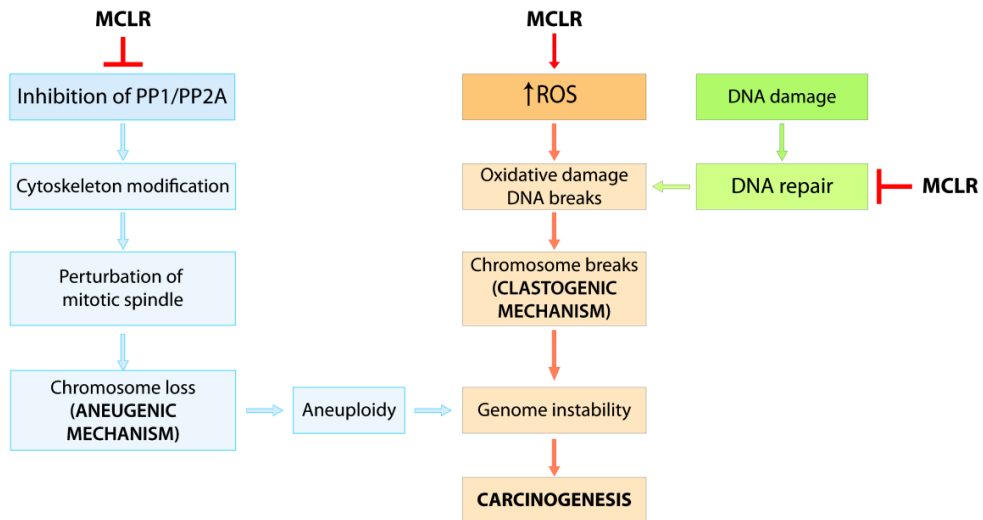 MCLR
MCLR
Inhibition of PP1/PP2A
↑ROS
DNA damage
Cytoskeleton modification
Oxidative damage
DNA breaks
DNA repair
MCLR
Perturbation of
mitotic spindle
Chromosome breaks
(CLASTOGENIC
MECHANISM)
Chromosome loss
(ANEUGENIC
MECHANISM)
Aneuploidy
Genome instability
CARCINOGENESIS